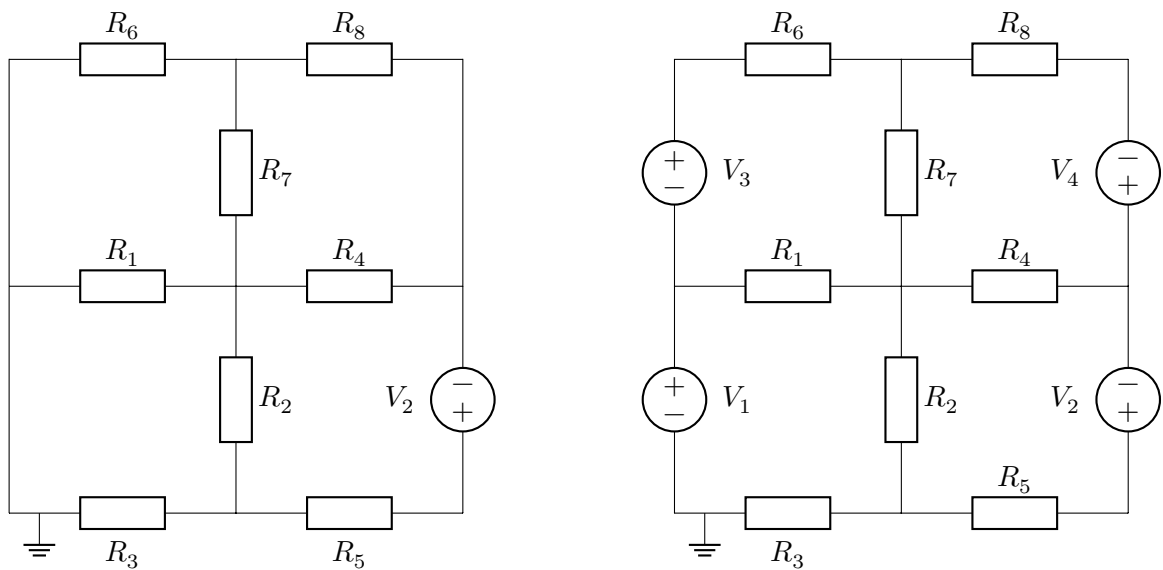 R₆ R₈ R₆ R₈
R₇ + − V₃ R₇ V₄ − +
R₁ R₄ R₁ R₄
R₂ V₂ − + + − V₁ R₂ V₂ − +
R₅
R₃ R₅ R₃